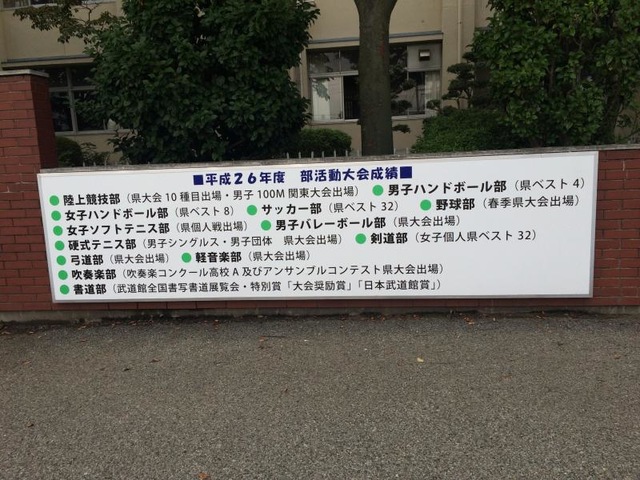 ■平成26年度 部活動大会成績■
●陸上競技部（県大会10種目出場・男子100M関東大会出場） ●男子ハンドボール部（県ベスト4）
●女子ハンドボール部（県ベスト8） ●サッカー部（県ベスト32） ●野球部（春季県大会出場）
●女子ソフトテニス部（県個人戦出場） ●男子バレーボール部（県大会出場）
●硬式テニス部（男子シングルス・男子団体 県大会出場） ●剣道部（女子個人県ベスト32）
●弓道部（県大会出場） ●軽音楽部（県大会出場）
●吹奏楽部（吹奏楽コンクール高校A及びアンサンブルコンテスト県大会出場）
●書道部（武道館全国書写書道展覧会・特別賞「大会奨励賞」「日本武道館賞」）